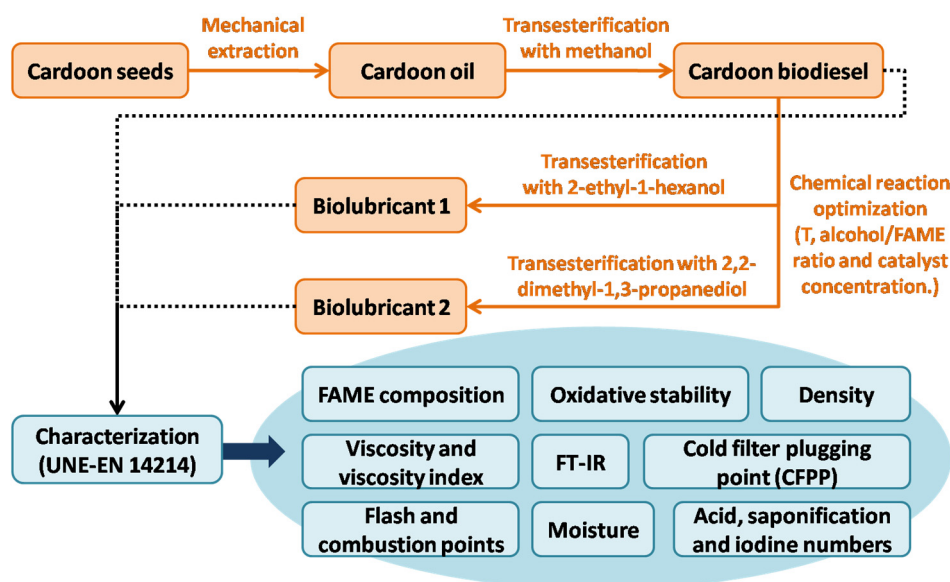 Mechanical
extraction
Transesterification
with methanol
Cardoon seeds
Cardoon oil
Cardoon biodiesel
Transesterification
with 2-ethyl-1-hexanol
Biolubricant 1
Chemical reaction
optimization
(T, alcohol/FAME
ratio and catalyst
concentration.)
Transesterification with 2,2-
dimethyl-1,3-propanediol
Biolubricant 2
FAME composition
Oxidative stability
Density
Characterization
(UNE-EN 14214)
Viscosity and
viscosity index
FT-IR
Cold filter plugging
point (CFPP)
Flash and
combustion points
Moisture
Acid, saponification
and iodine numbers